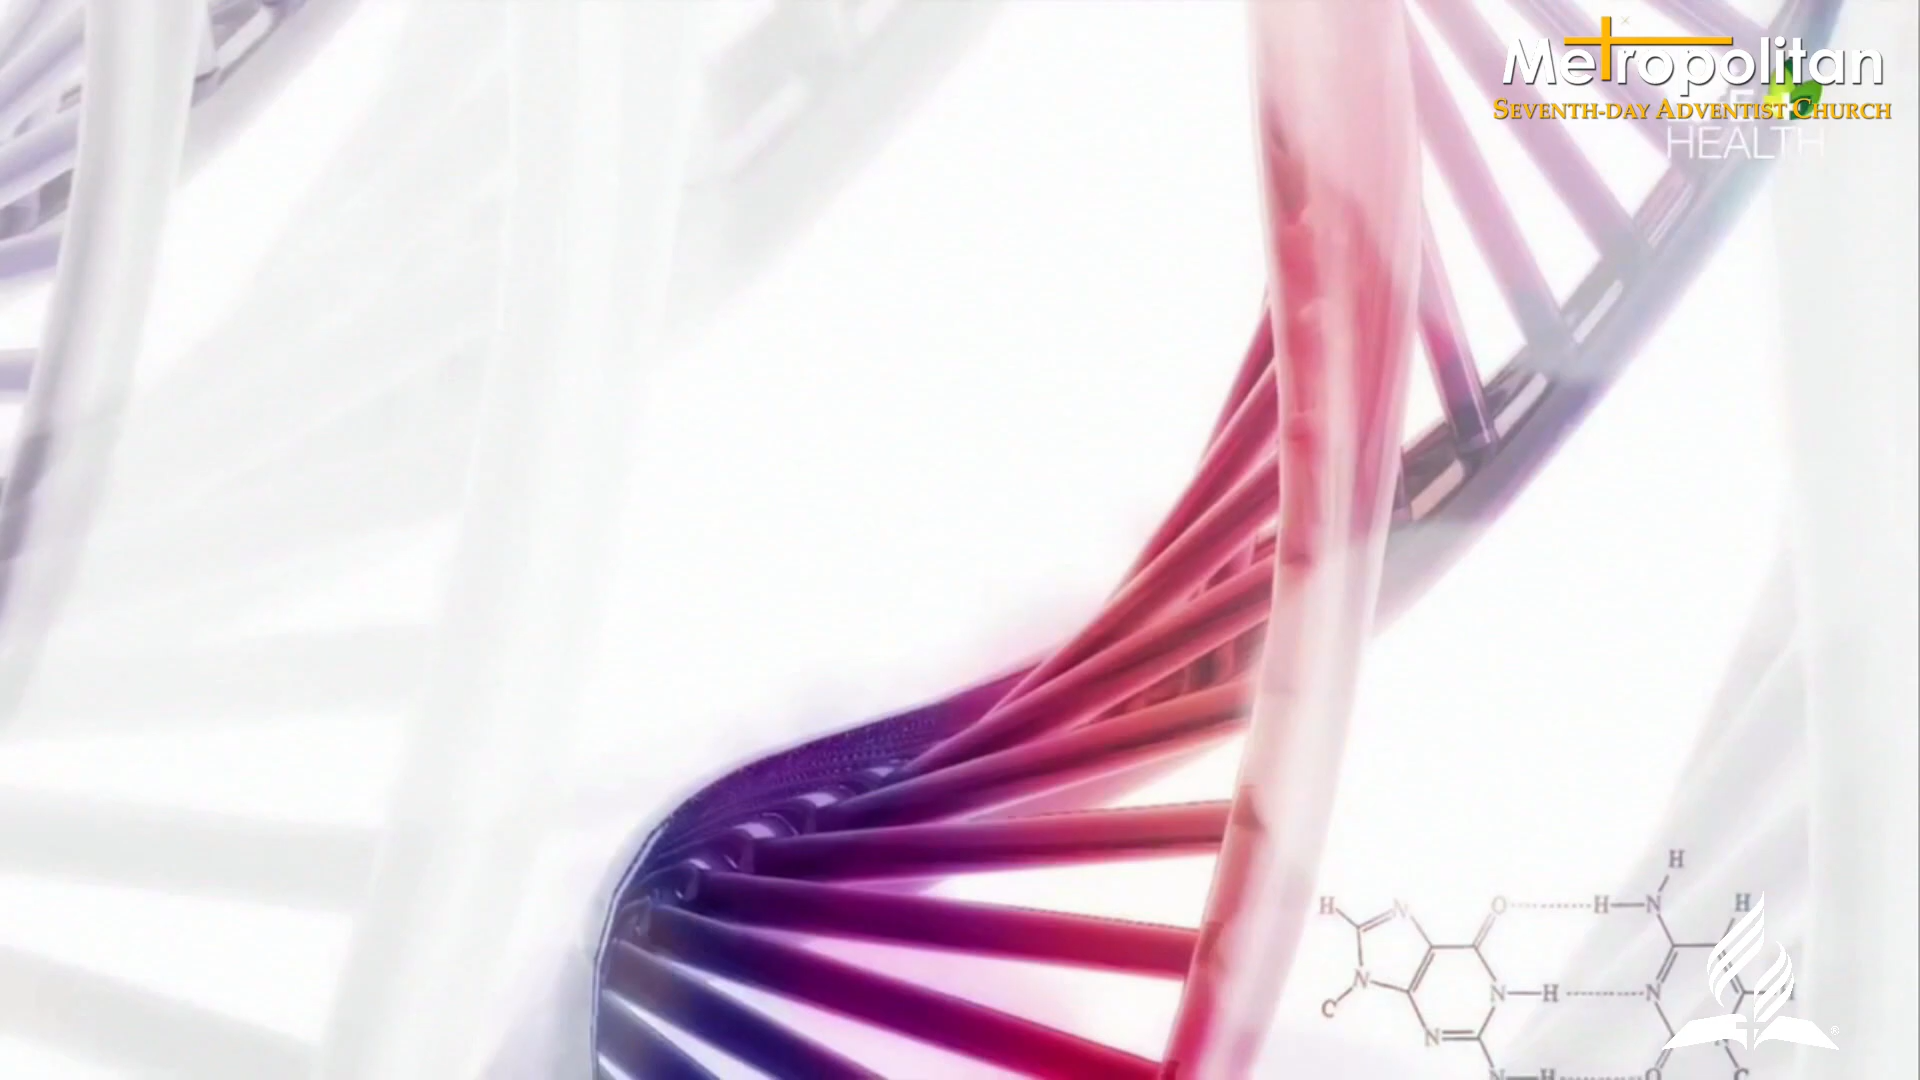 Metropolitan
SEVENTH-DAY ADVENTIST CHURCH
HEALTH
H
H N O H N H
N H N
C N
N H O C